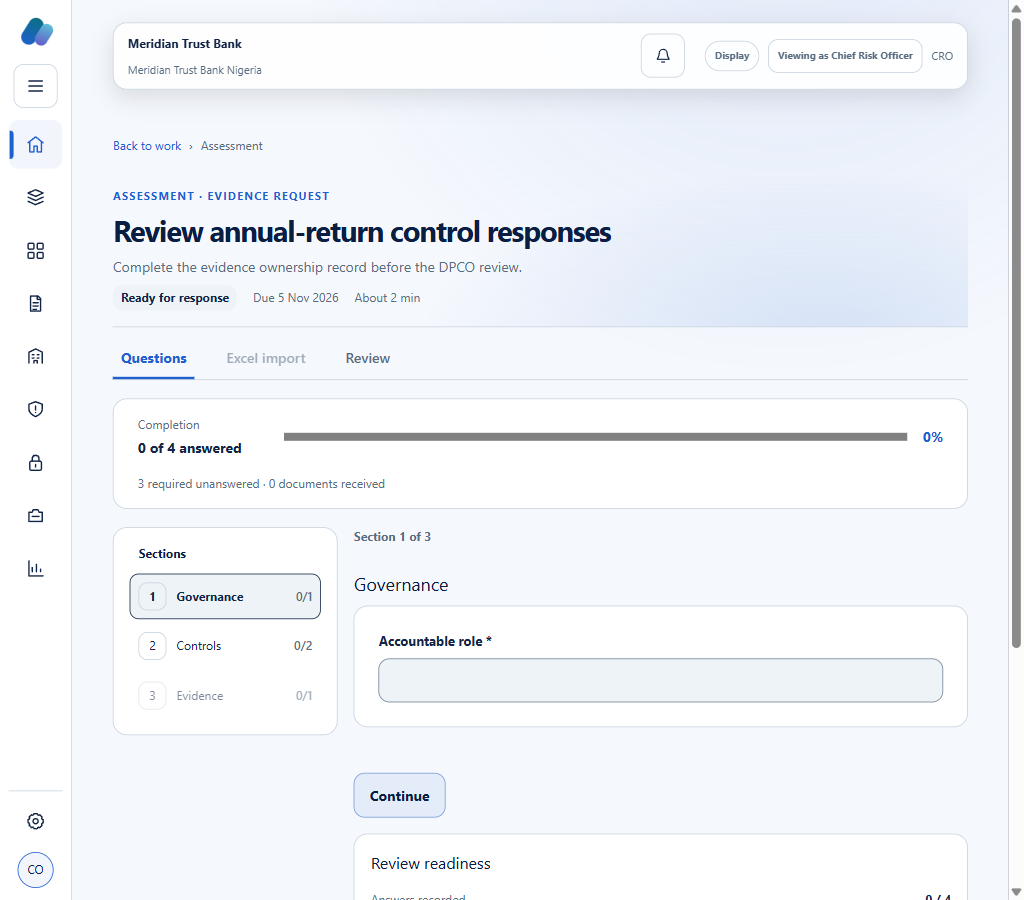 Meridian Trust Bank
Meridian Trust Bank Nigeria
Display
Viewing as Chief Risk Officer
CRO
Back to work › Assessment
ASSESSMENT · EVIDENCE REQUEST
Review annual-return control responses
Complete the evidence ownership record before the DPCO review.
Ready for response
Due 5 Nov 2026
About 2 min
Questions
Excel import
Review
Completion
0 of 4 answered
0%
3 required unanswered · 0 documents received
Sections
1 Governance 0/1
2 Controls 0/2
3 Evidence 0/1
Section 1 of 3
Governance
Accountable role *
Continue
Review readiness
Answers recorded 0 / 4
CO